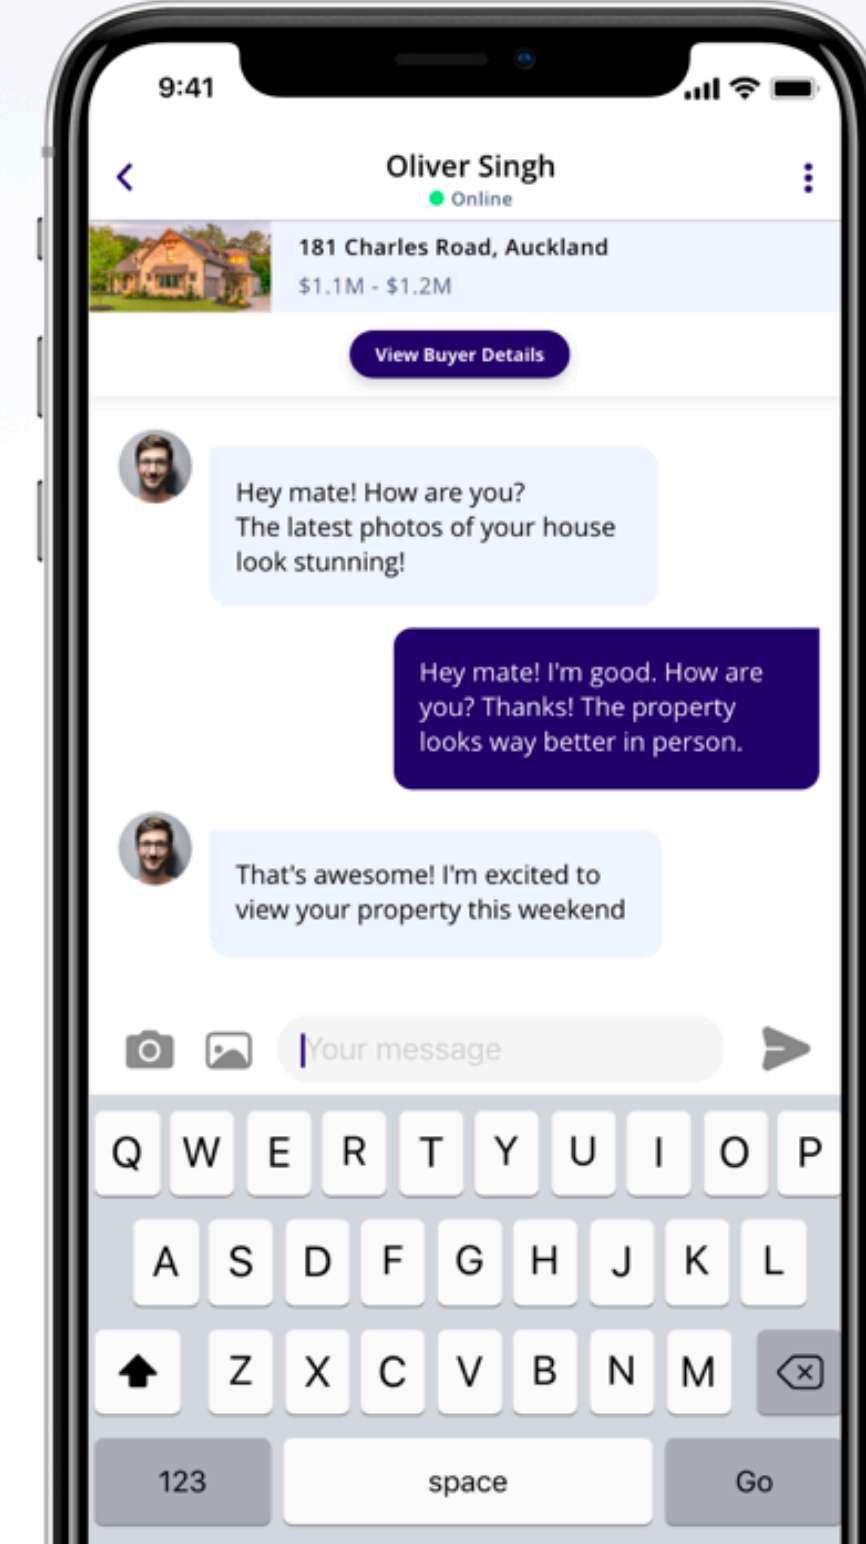 9:41
Oliver Singh
Online
181 Charles Road, Auckland
$1.1M - $1.2M
View Buyer Details
Hey mate! How are you?
The latest photos of your house
look stunning!
Hey mate! I'm good. How are
you? Thanks! The property
looks way better in person.
That's awesome! I'm excited to
view your property this weekend
Your message
Q W E R T Y U I O P
A S D F G H J K L
Z X C V B N M
123 space Go